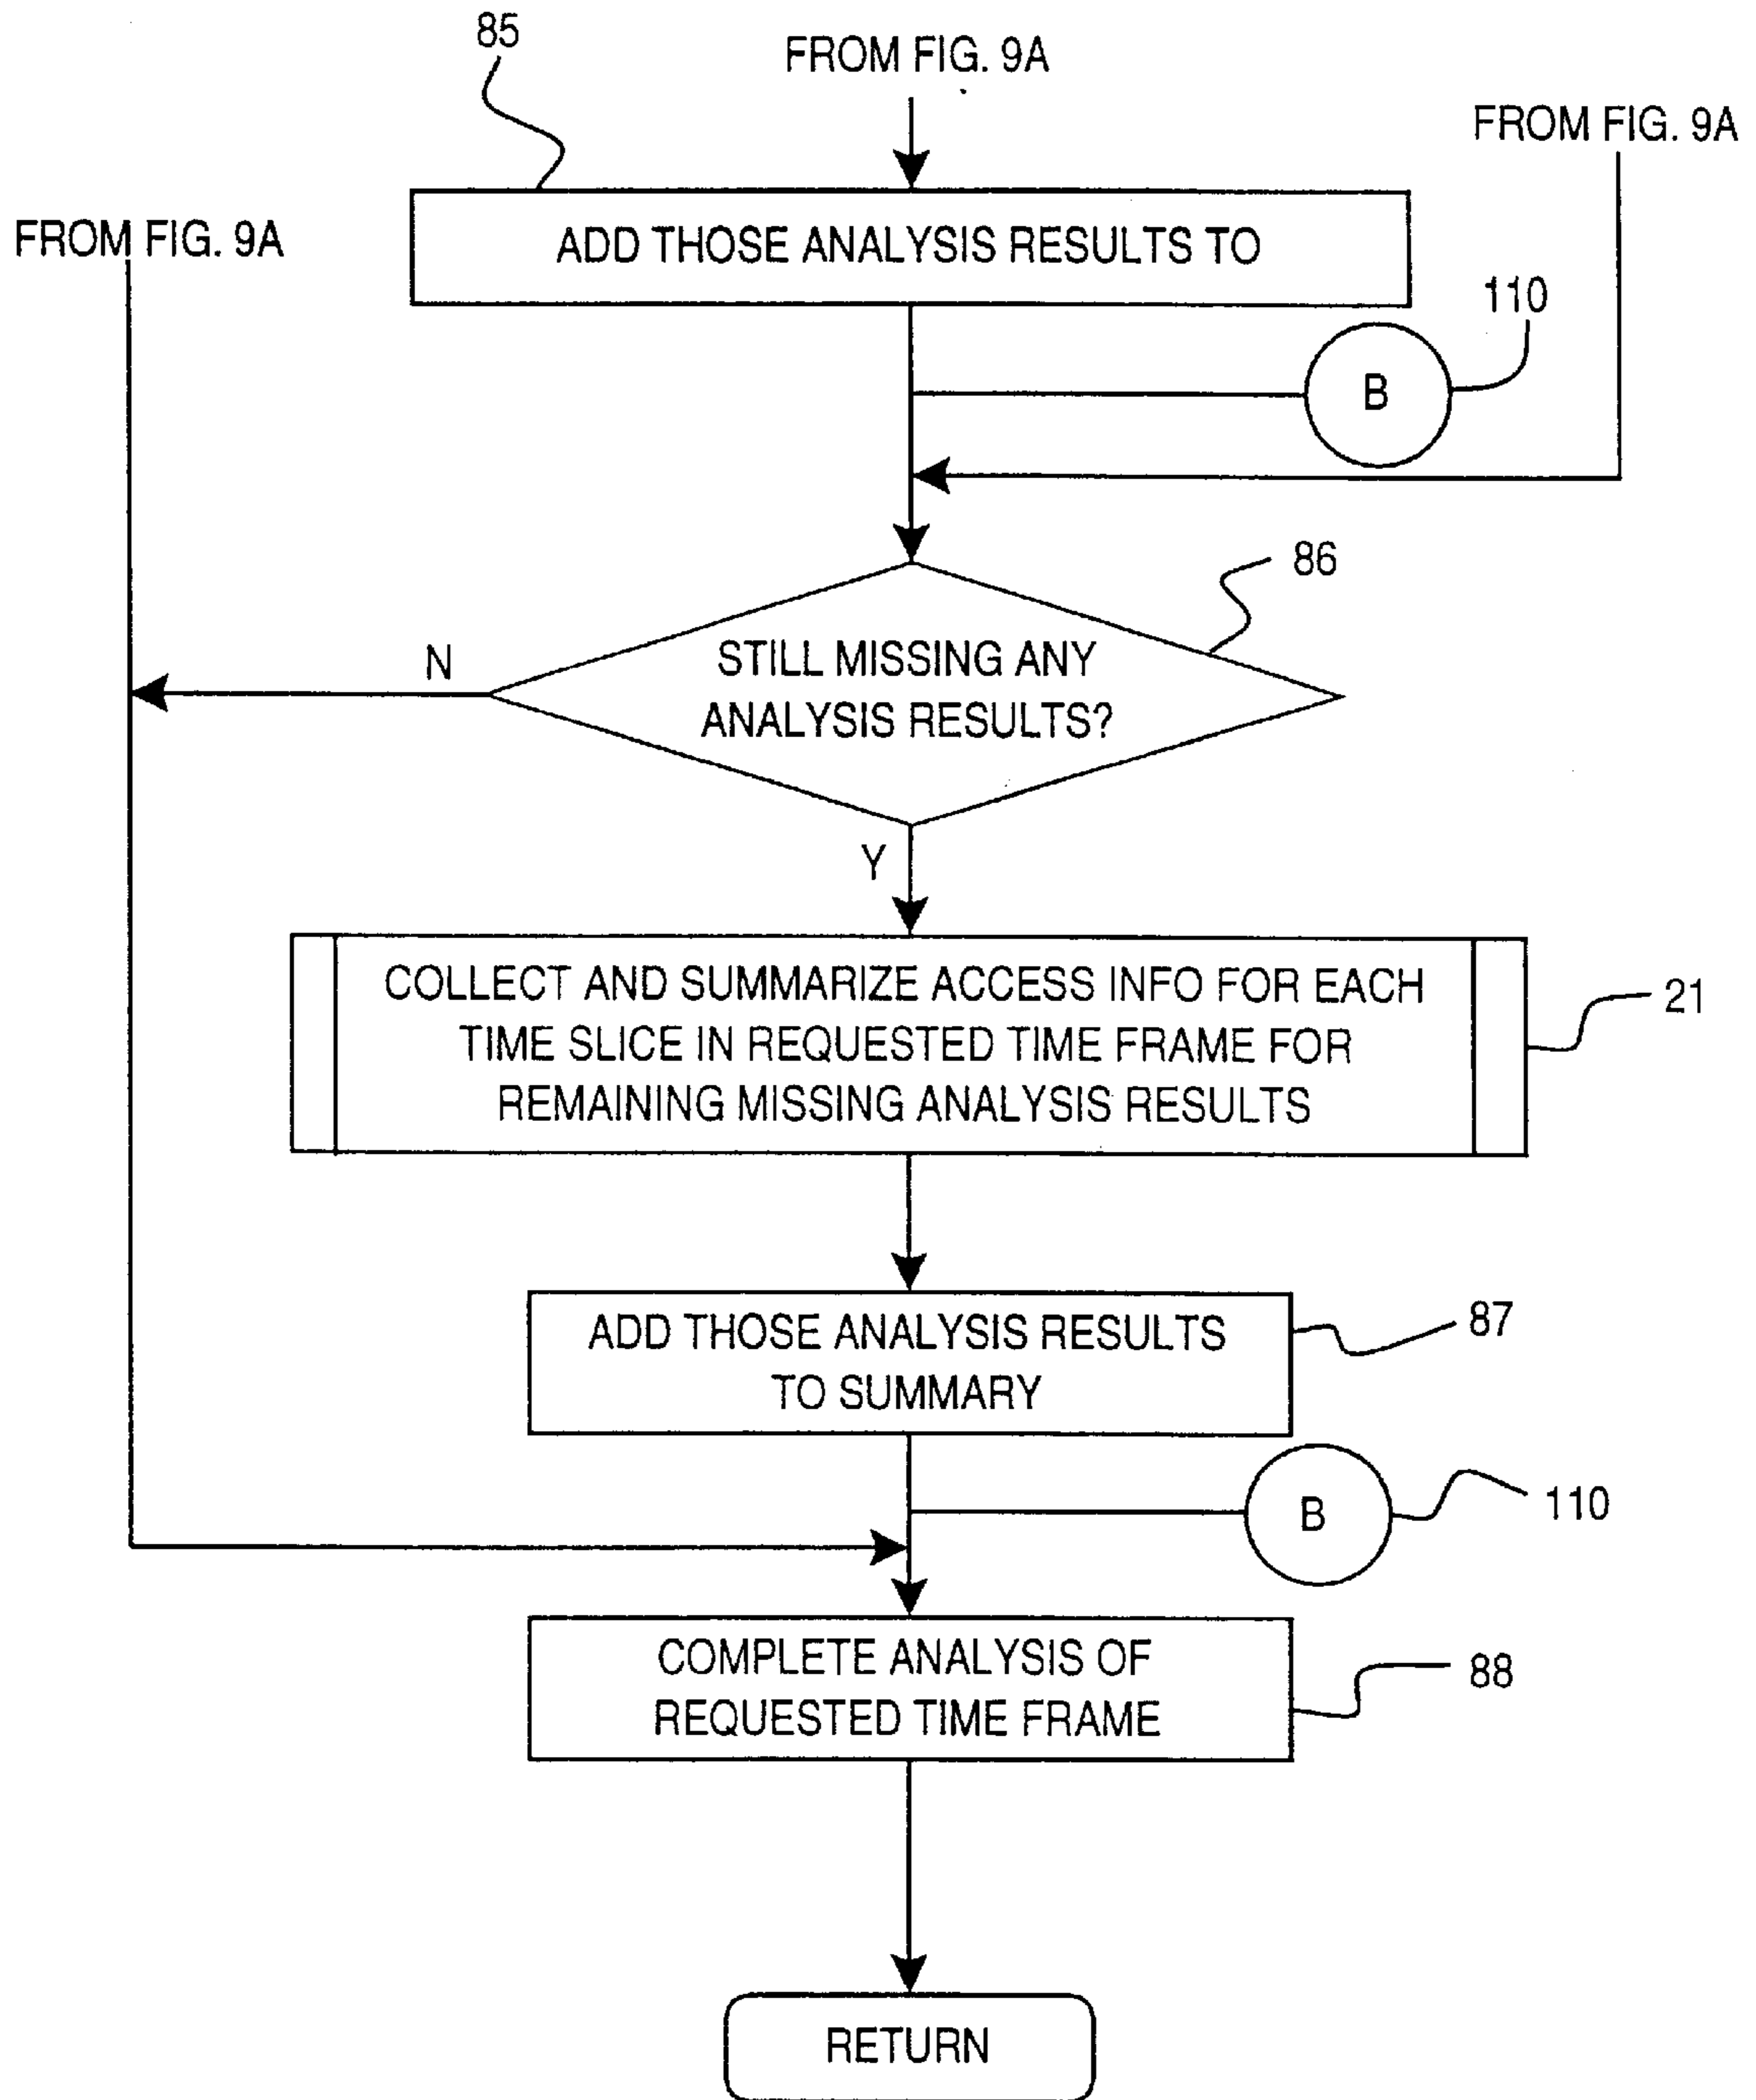 85
FROM FIG. 9A
FROM FIG. 9A
FROM FIG. 9A
ADD THOSE ANALYSIS RESULTS TO
110
B
86
STILL MISSING ANY
ANALYSIS RESULTS?
N
Y
COLLECT AND SUMMARIZE ACCESS INFO FOR EACH
TIME SLICE IN REQUESTED TIME FRAME FOR
REMAINING MISSING ANALYSIS RESULTS
21
ADD THOSE ANALYSIS RESULTS
TO SUMMARY
87
B
110
COMPLETE ANALYSIS OF
REQUESTED TIME FRAME
88
RETURN